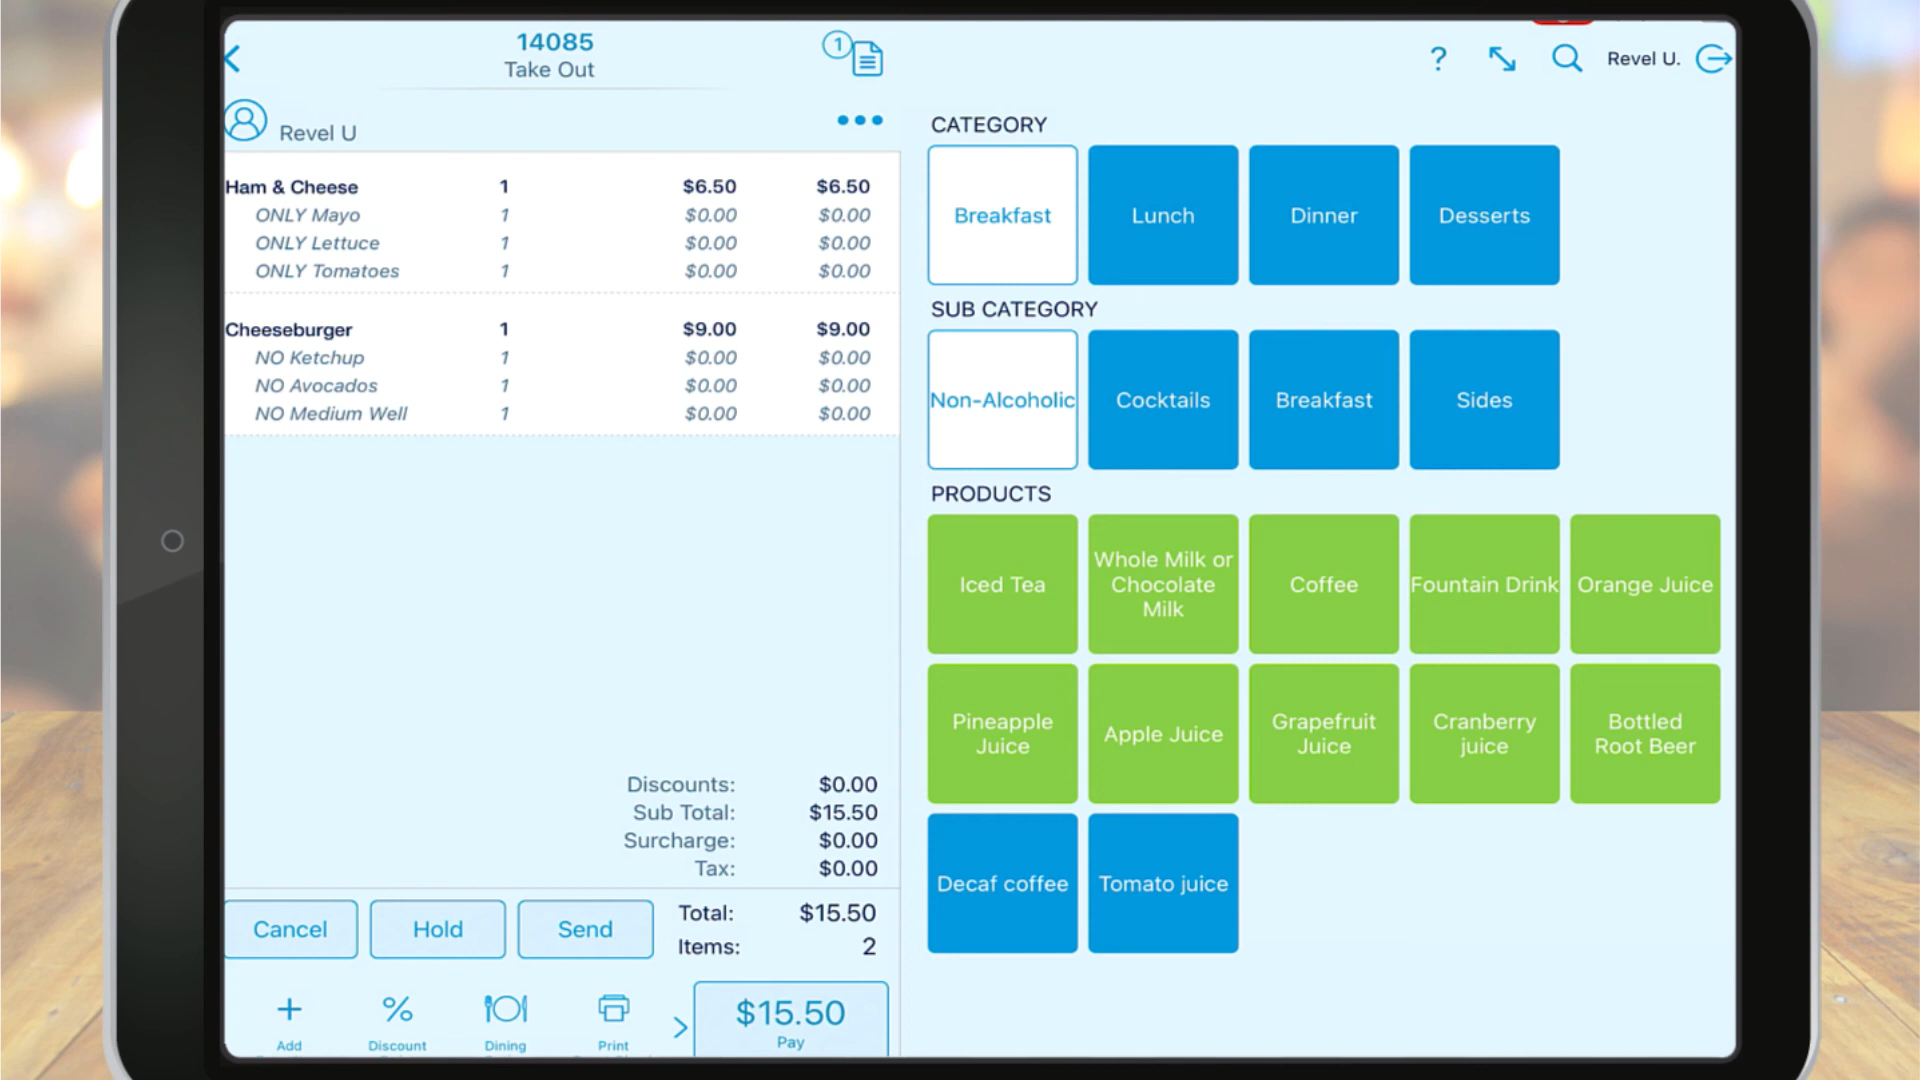 14085
Take Out
1
? Revel U.
Revel U
Ham & Cheese 1 $6.50 $6.50
ONLY Mayo 1 $0.00 $0.00
ONLY Lettuce 1 $0.00 $0.00
ONLY Tomatoes 1 $0.00 $0.00
Cheeseburger 1 $9.00 $9.00
NO Ketchup 1 $0.00 $0.00
NO Avocados 1 $0.00 $0.00
NO Medium Well 1 $0.00 $0.00
Discounts: $0.00
Sub Total: $15.50
Surcharge: $0.00
Tax: $0.00
Cancel
Hold
Send
Total: $15.50
Items: 2
Add
%
Discount
Dining
Print
$15.50
Pay
CATEGORY
Breakfast
Lunch
Dinner
Desserts
SUB CATEGORY
Non-Alcoholic
Cocktails
Breakfast
Sides
PRODUCTS
Iced Tea
Whole Milk or
Chocolate
Milk
Coffee
Fountain Drink
Orange Juice
Pineapple
Juice
Apple Juice
Grapefruit
Juice
Cranberry
juice
Bottled
Root Beer
Decaf coffee
Tomato juice